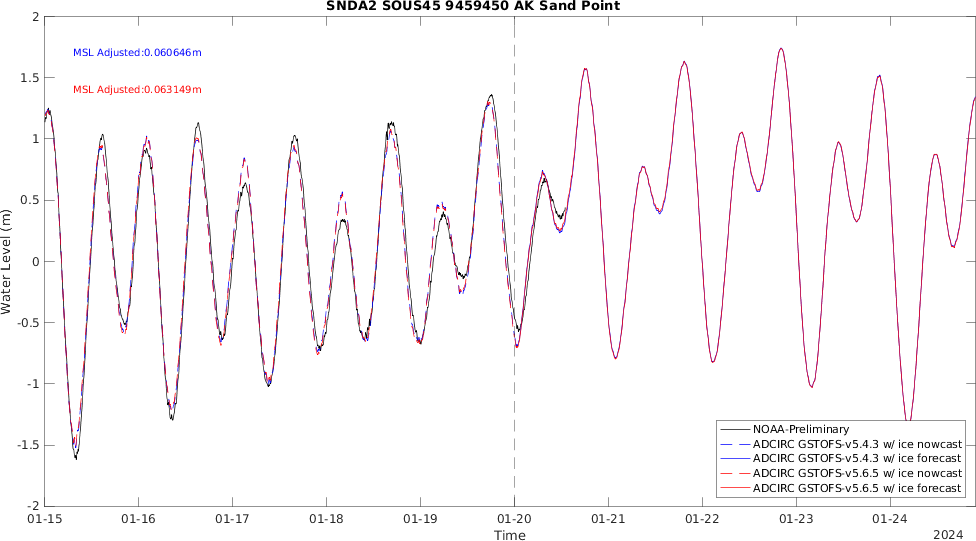 SNDA2 SOUS45 9459450 AK Sand Point
MSL Adjusted:0.060646m
MSL Adjusted:0.063149m
Water Level (m)
2
1.5
1
0.5
0
-0.5
-1
-1.5
-2
NOAA-Preliminary
ADCIRC GSTOFS-v5.4.3 w/ ice nowcast
ADCIRC GSTOFS-v5.4.3 w/ ice forecast
ADCIRC GSTOFS-v5.6.5 w/ ice nowcast
ADCIRC GSTOFS-v5.6.5 w/ ice forecast
01-15 01-16 01-17 01-18 01-19 01-20 01-21 01-22 01-23 01-24
Time
2024